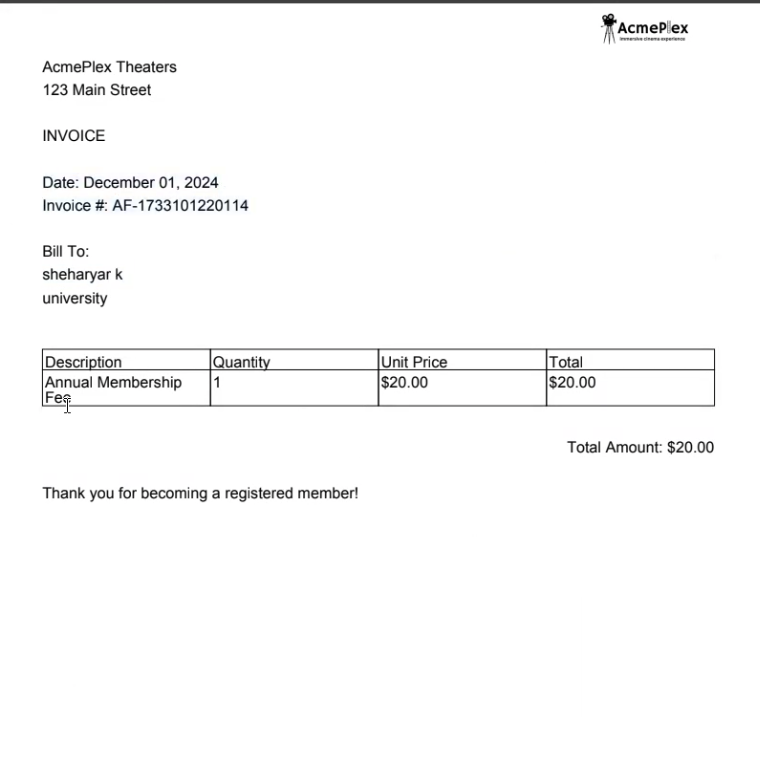 AcmePlex
Immersive cinema experience
AcmePlex Theaters
123 Main Street
INVOICE
Date: December 01, 2024
Invoice #: AF-1733101220114
Bill To:
sheharyar k
university
Description Quantity Unit Price Total
Annual Membership 1 $20.00 $20.00
Fee
Total Amount: $20.00
Thank you for becoming a registered member!